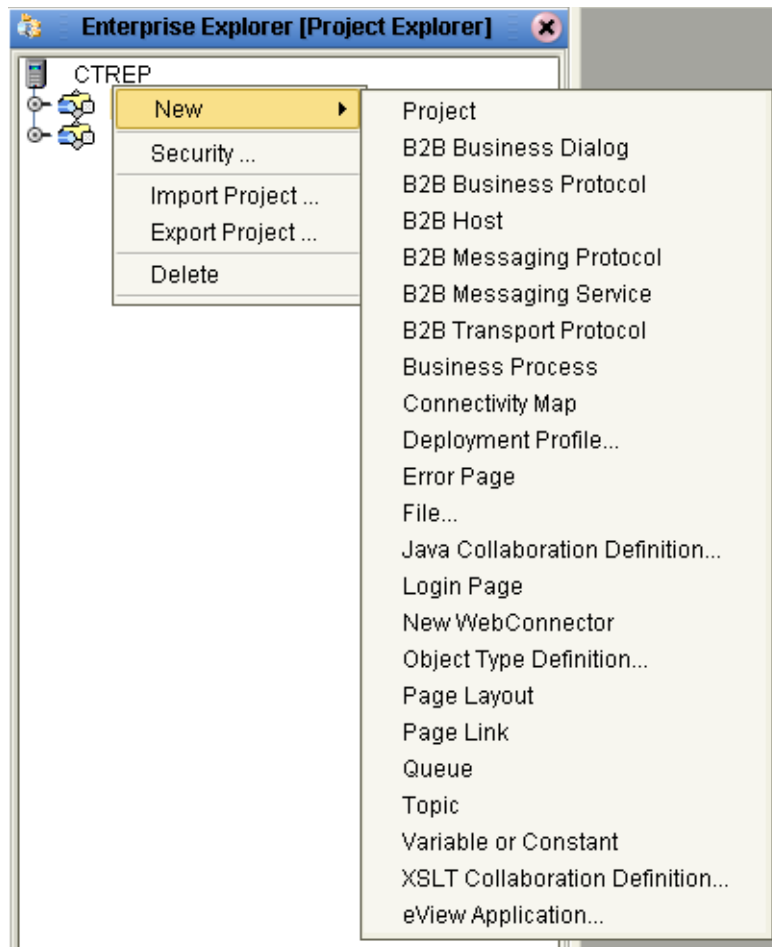 Enterprise Explorer [Project Explorer]
CTREP
New
Security ...
Import Project ...
Export Project ...
Delete
Project
B2B Business Dialog
B2B Business Protocol
B2B Host
B2B Messaging Protocol
B2B Messaging Service
B2B Transport Protocol
Business Process
Connectivity Map
Deployment Profile...
Error Page
File...
Java Collaboration Definition...
Login Page
New WebConnector
Object Type Definition...
Page Layout
Page Link
Queue
Topic
Variable or Constant
XSLT Collaboration Definition...
eView Application...